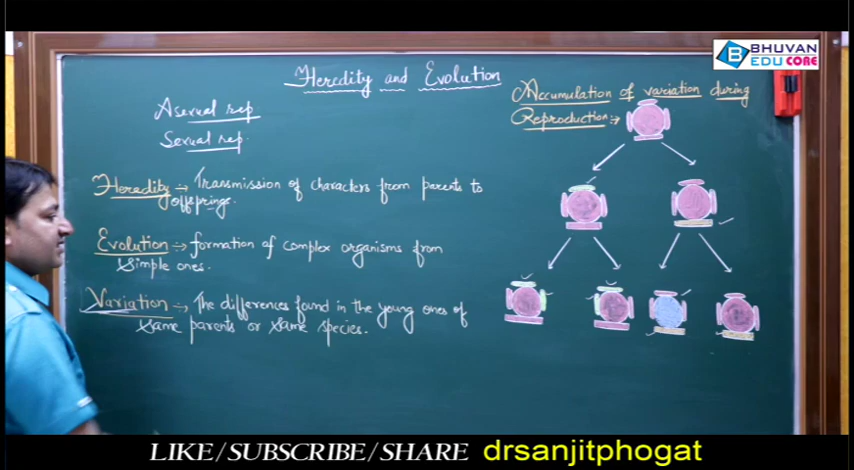 Heredity and Evolution
Asexual rep
Sexual rep.
Heredity :→ Transmission of characters from parents to
offsprings.
Evolution :→ formation of complex organisms from
simple ones.
Variation :→ The differences found in the young ones of
same parents or same species.
Accumulation of variation during
Reproduction :→
BHUVAN
EDU CORE
LIKE/SUBSCRIBE/SHARE drsanjitphogat